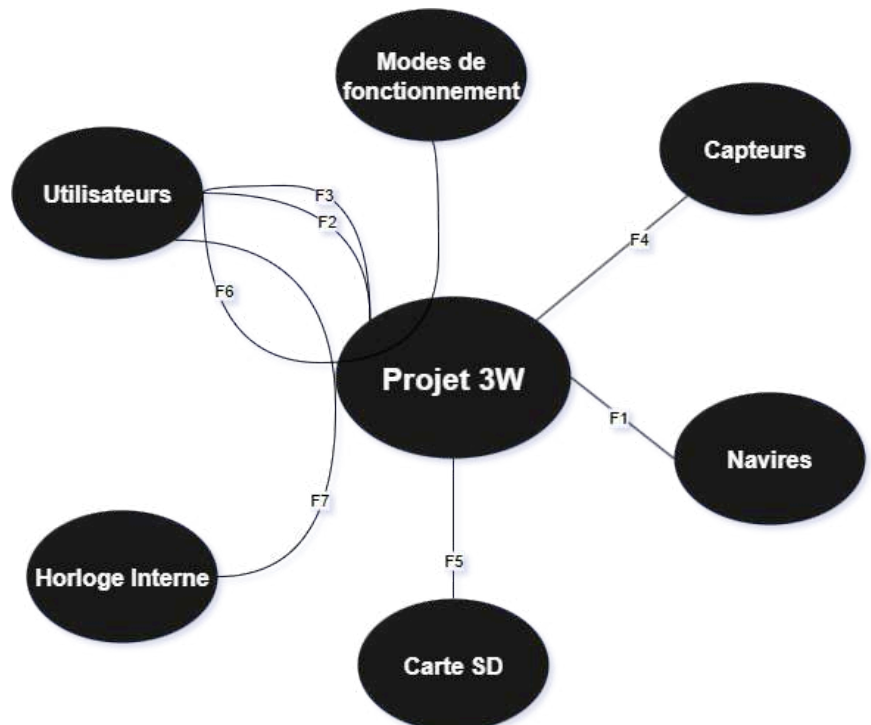 Modes de
fonctionnement
Capteurs
Utilisateurs
F3
F2
F4
F6
Projet 3W
F1
Navires
F7
Horloge Interne
F5
Carte SD